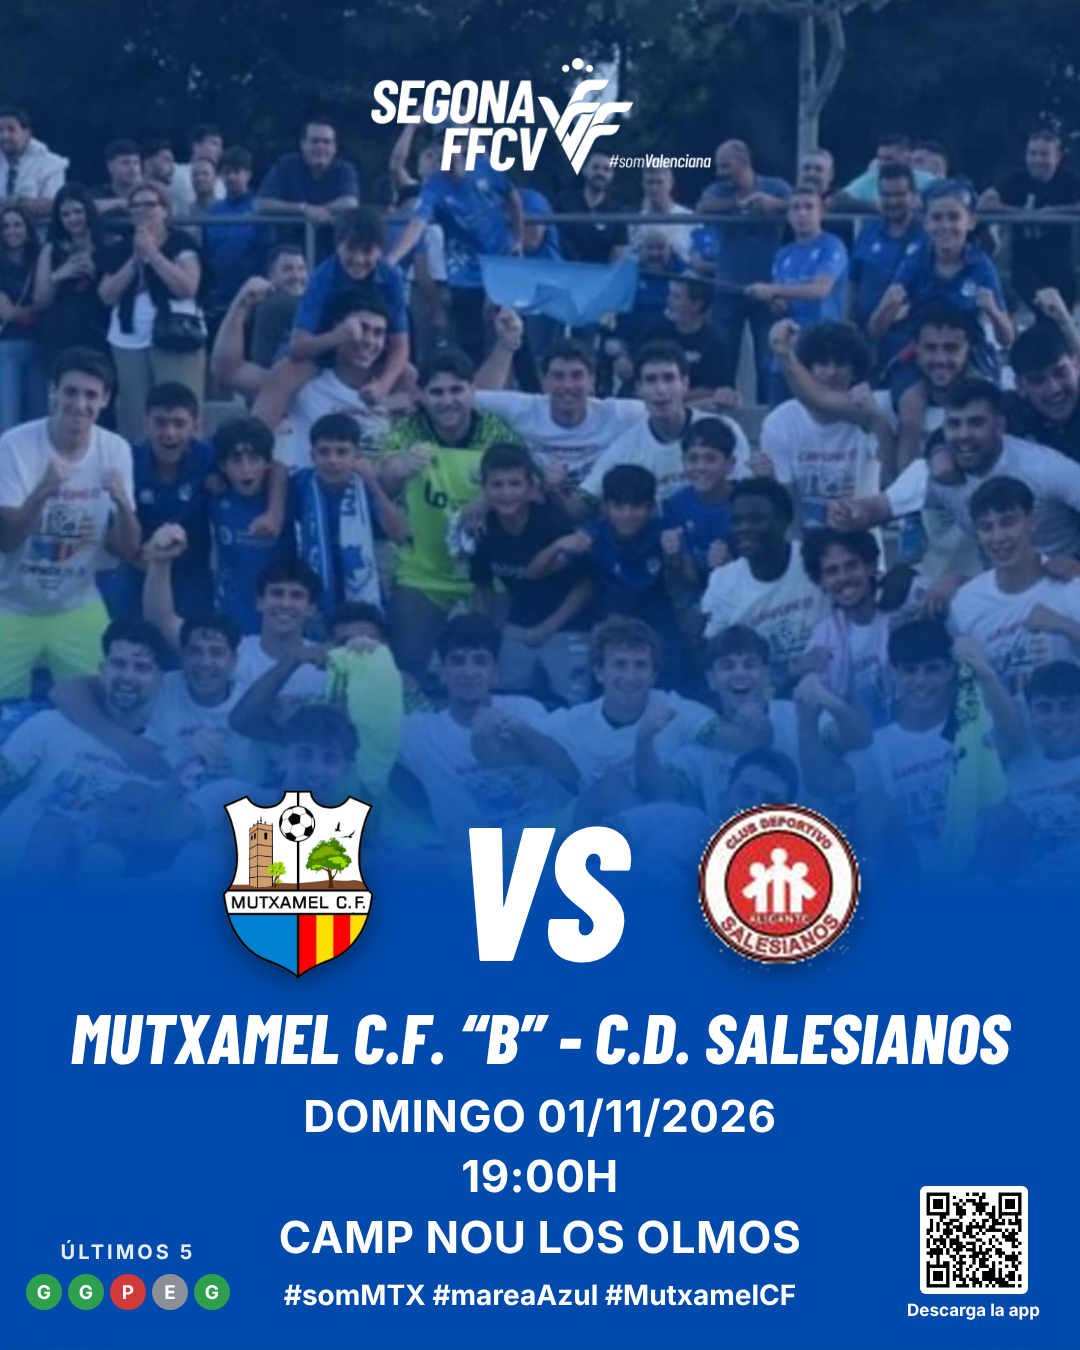 SEGONA
FFCV
#somValenciana
MUTXAMEL C.F.
VS
CLUB DEPORTIVO
ALICANTE
SALESIANOS
MUTXAMEL C.F. “B” - C.D. SALESIANOS
DOMINGO 01/11/2026
19:00H
CAMP NOU LOS OLMOS
ÚLTIMOS 5
G G P E G
#somMTX #mareaAzul #MutxamelCF
Descarga la app